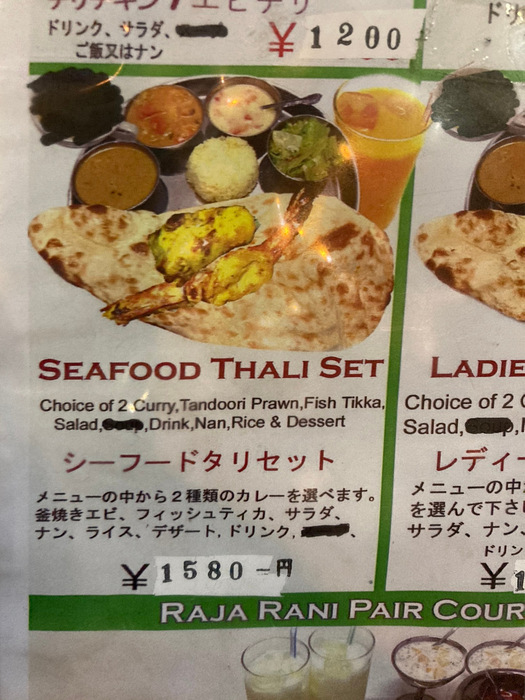 ドリンク、サラダ、
ご飯又はナン
¥ 1200
SEAFOOD THALI SET
Choice of 2 Curry,Tandoori Prawn,Fish Tikka,
Salad, ,Drink,Nan,Rice & Dessert
シーフードタリセット
メニューの中から2種類のカレーを選べます。
釜焼きエビ、フィッシュティカ、サラダ、
ナン、ライス、デザート, ドリンク, 、
¥ 1580-円
LADIE
Choice of 2
Salad,
レディ
メニューの中
を選んで下さ
サラダ、ナン、
ドリン
¥1
RAJA RANI PAIR COUR